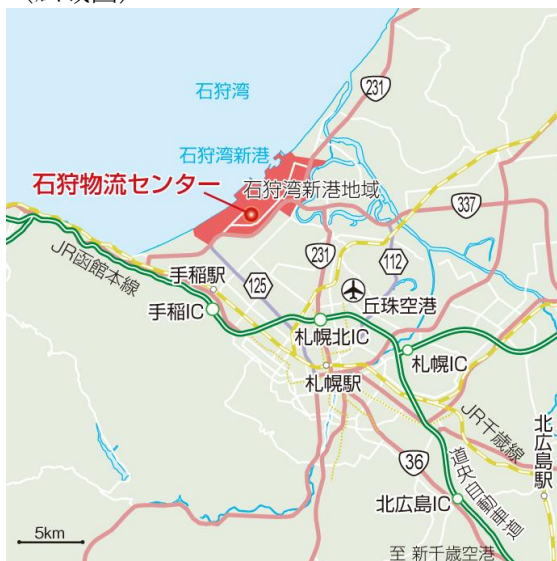 石狩湾
231
石狩湾新港
石狩物流センター
石狩湾新港地域
337
JR函館本線
手稲駅
231
112
125
丘珠空港
手稲IC
札幌北IC
札幌IC
札幌駅
JR千歳線
北広島駅
36
道央自動車道
北広島IC
5km
至 新千歳空港